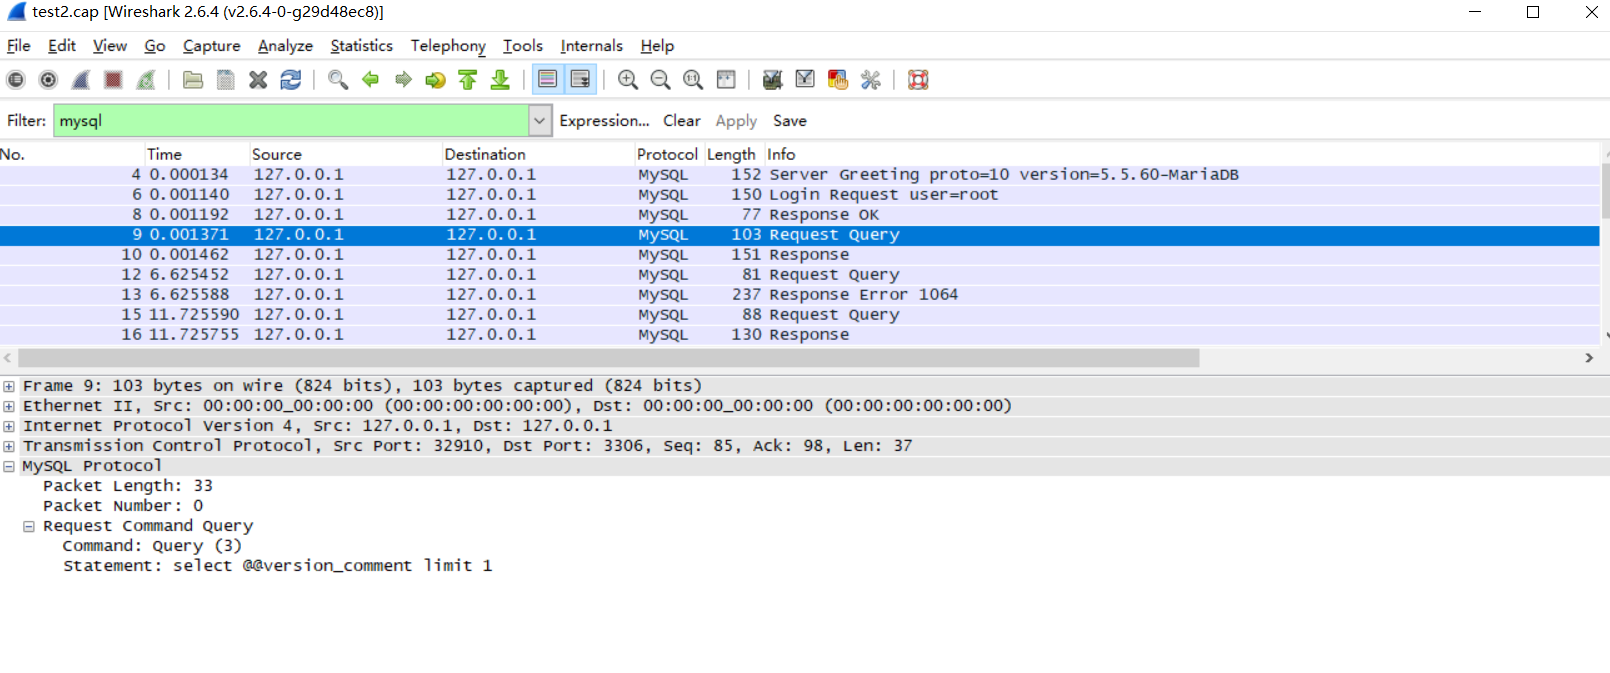 test2.cap [Wireshark 2.6.4 (v2.6.4-0-g29d48ec8)]
File Edit View Go Capture Analyze Statistics Telephony Tools Internals Help
Filter: mysql Expression... Clear Apply Save
No. Time Source Destination Protocol Length Info
4 0.000134 127.0.0.1 127.0.0.1 MySQL 152 Server Greeting proto=10 version=5.5.60-MariaDB
6 0.001140 127.0.0.1 127.0.0.1 MySQL 150 Login Request user=root
8 0.001192 127.0.0.1 127.0.0.1 MySQL 77 Response OK
9 0.001371 127.0.0.1 127.0.0.1 MySQL 103 Request Query
10 0.001462 127.0.0.1 127.0.0.1 MySQL 151 Response
12 6.625452 127.0.0.1 127.0.0.1 MySQL 81 Request Query
13 6.625588 127.0.0.1 127.0.0.1 MySQL 237 Response Error 1064
15 11.725590 127.0.0.1 127.0.0.1 MySQL 88 Request Query
16 11.725755 127.0.0.1 127.0.0.1 MySQL 130 Response
Frame 9: 103 bytes on wire (824 bits), 103 bytes captured (824 bits)
Ethernet II, Src: 00:00:00_00:00:00 (00:00:00:00:00:00), Dst: 00:00:00_00:00:00 (00:00:00:00:00:00)
Internet Protocol Version 4, Src: 127.0.0.1, Dst: 127.0.0.1
Transmission Control Protocol, Src Port: 32910, Dst Port: 3306, Seq: 85, Ack: 98, Len: 37
MySQL Protocol
Packet Length: 33
Packet Number: 0
Request Command Query
Command: Query (3)
Statement: select @@version_comment limit 1